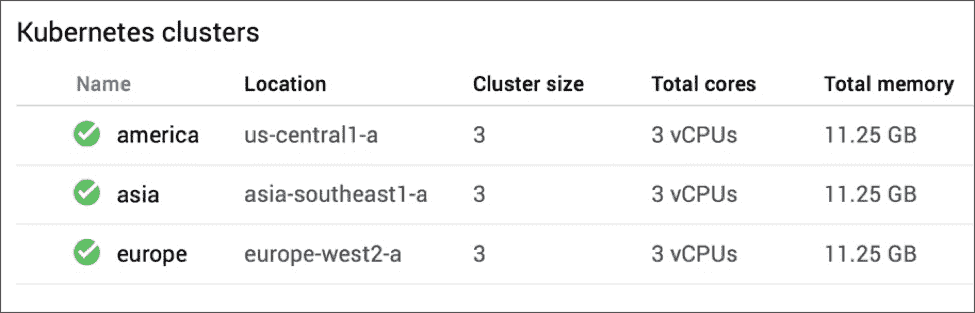 Kubernetes clusters
Name Location Cluster size Total cores Total memory
america us-central1-a 3 3 vCPUs 11.25 GB
asia asia-southeast1-a 3 3 vCPUs 11.25 GB
europe europe-west2-a 3 3 vCPUs 11.25 GB